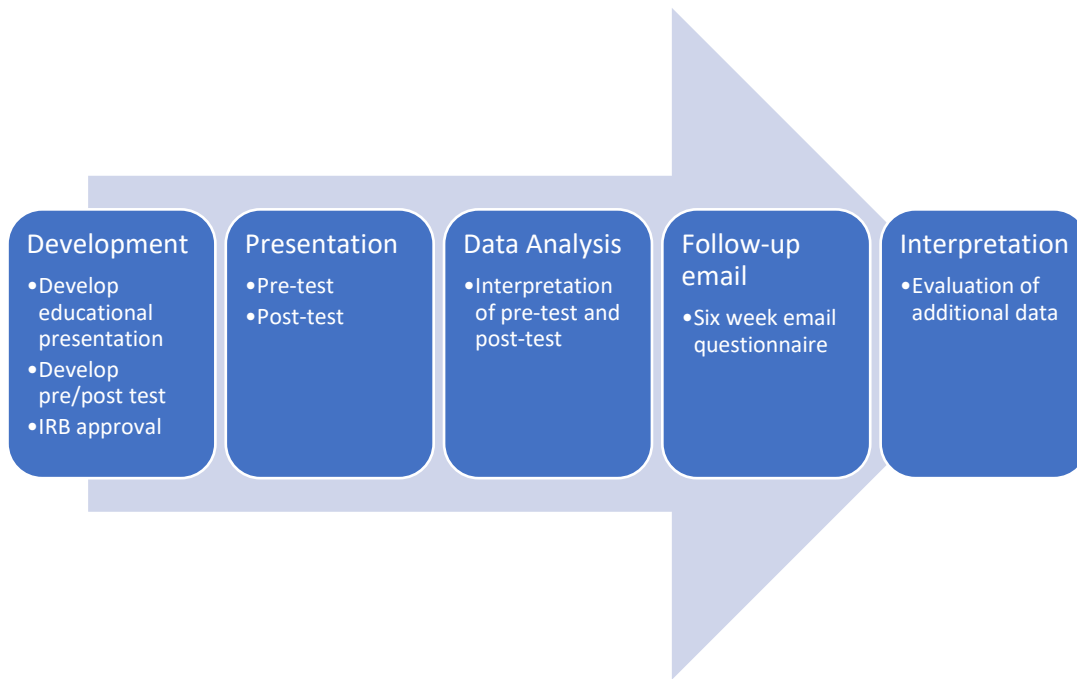 Development
•Develop
educational
presentation
•Develop
pre/post test
•IRB approval
Presentation
•Pre-test
•Post-test
Data Analysis
•Interpretation
of pre-test and
post-test
Follow-up
email
•Six week email
questionnaire
Interpretation
•Evaluation of
additional data